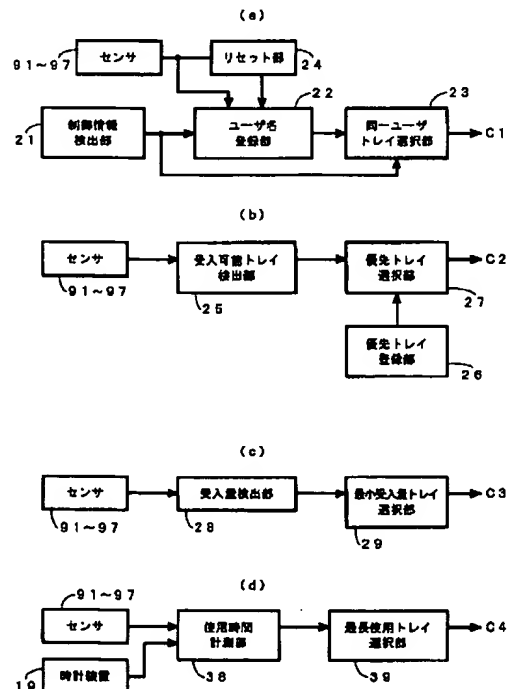 (a)
センサ
91~97
リセット部
24
制御情報
検出部
21
ユーザ名
登録部
22
同一ユーザ
トレイ選択部
23
C1
(b)
センサ
91~97
受入可能トレイ
検出部
25
優先トレイ
選択部
27
C2
優先トレイ
登録部
26
(c)
センサ
91~97
受入量検出部
28
最小受入量トレイ
選択部
29
C3
(d)
91~97
センサ
時計装置
19
使用時間
計測部
38
最長使用トレイ
選択部
39
C4